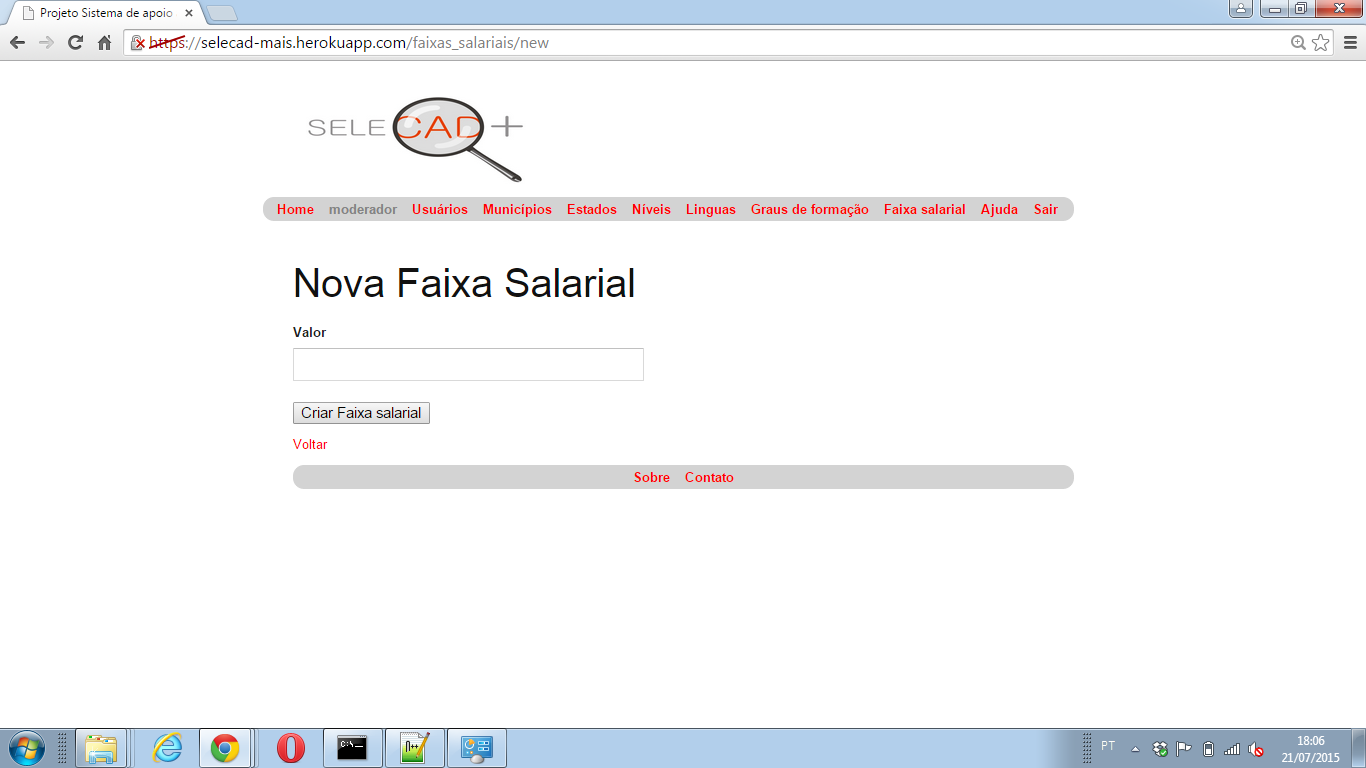 Projeto Sistema de apoio
https://selecad-mais.herokuapp.com/faixas_salariais/new
SELE CAD +
Home moderador Usuários Municípios Estados Níveis Linguas Graus de formação Faixa salarial Ajuda Sair
Nova Faixa Salarial
Valor
Criar Faixa salarial
Voltar
Sobre Contato
PT
18:06
21/07/2015